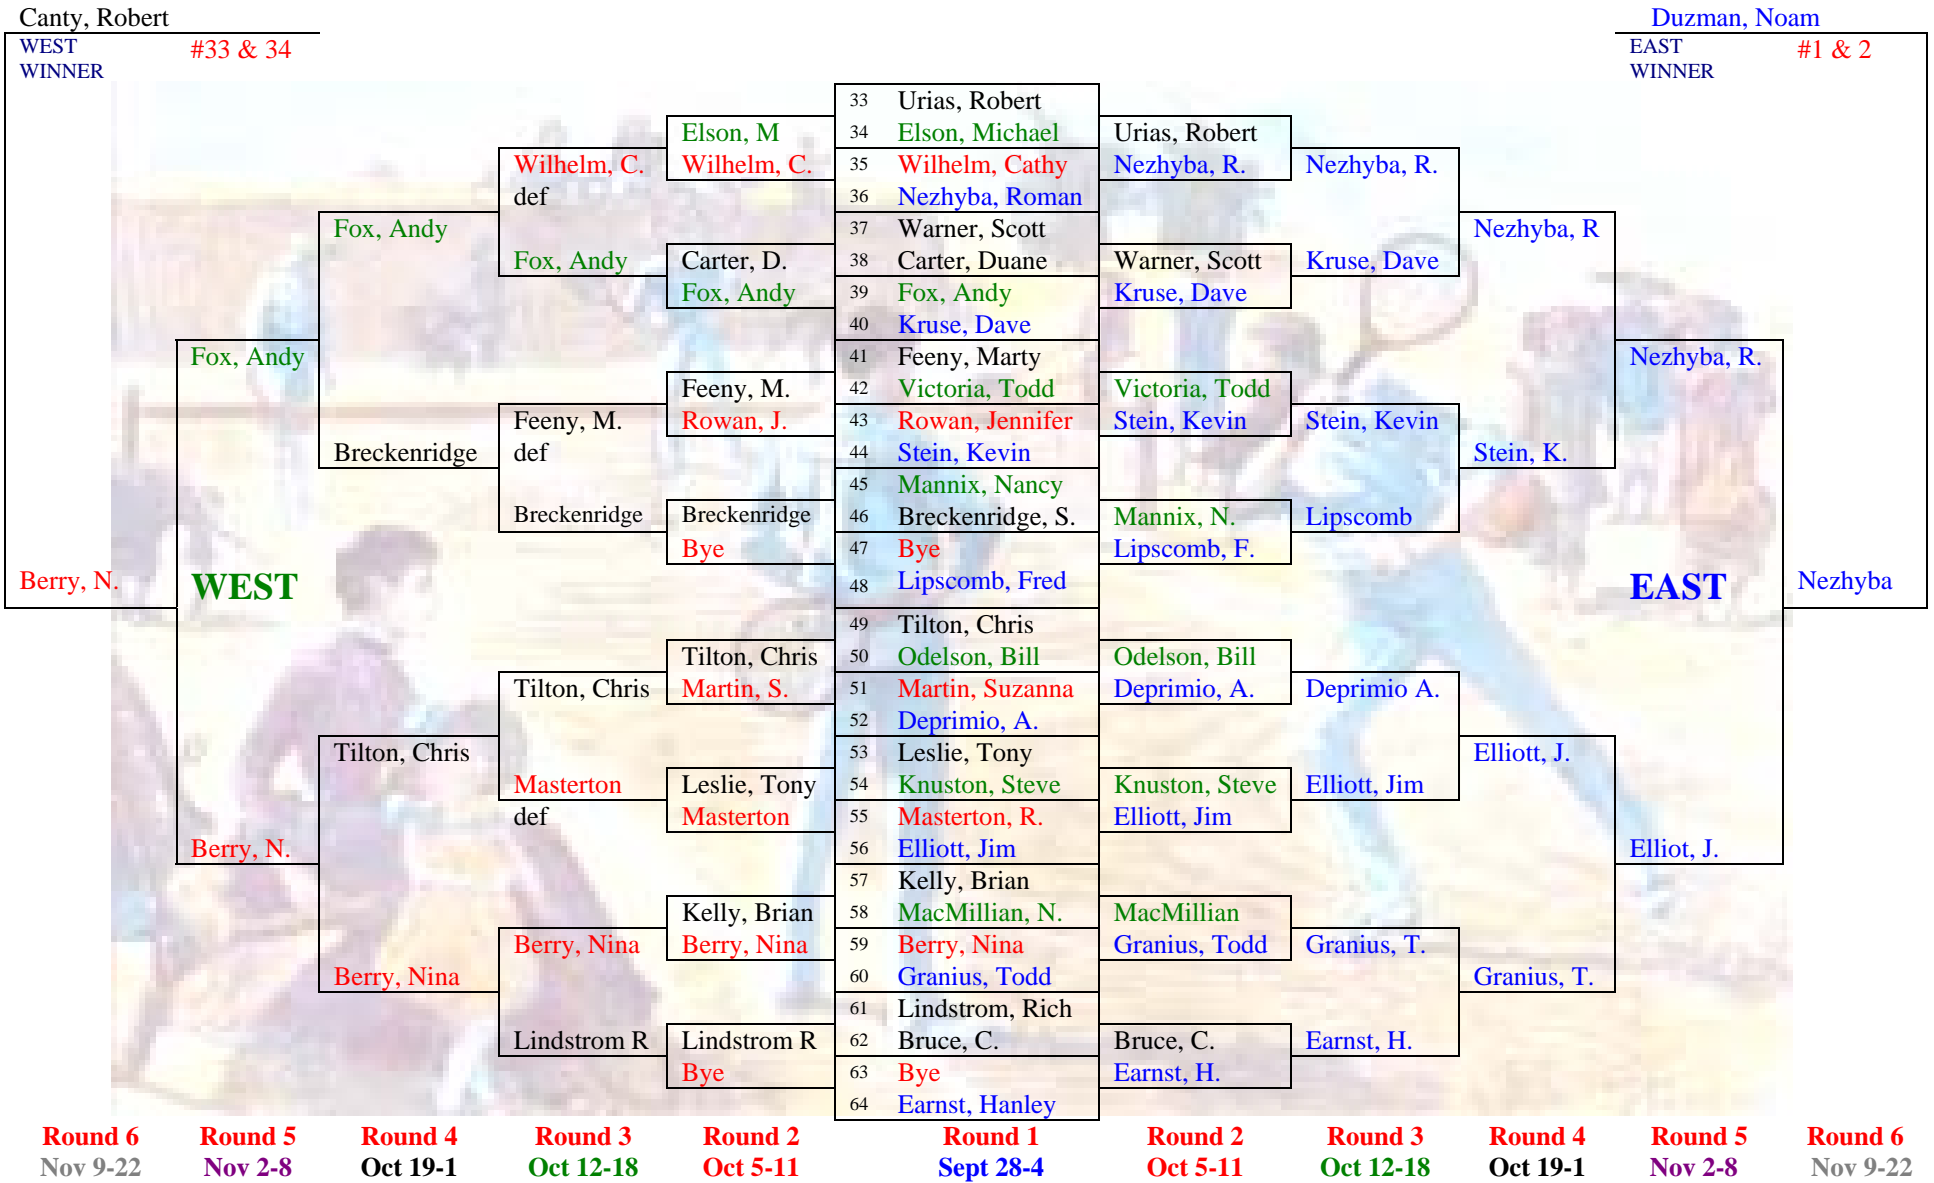 Canty, Robert Duzman, Noam
WEST #33 & 34 EAST #1 & 2
WINNER WINNER
33 Urias, Robert
Elson, M 34 Elson, Michael Urias, Robert
Wilhelm, C. Wilhelm, C. 35 Wilhelm, Cathy Nezhyba, R. Nezhyba, R.
def 36 Nezhyba, Roman
Fox, Andy 37 Warner, Scott Nezhyba, R
Fox, Andy Carter, D. 38 Carter, Duane Warner, Scott Kruse, Dave
Fox, Andy 39 Fox, Andy Kruse, Dave
40 Kruse, Dave
Fox, Andy 41 Feeny, Marty Nezhyba, R.
Feeny, M. 42 Victoria, Todd Victoria, Todd
Feeny, M. Rowan, J. 43 Rowan, Jennifer Stein, Kevin Stein, Kevin
Breckenridge def 44 Stein, Kevin Stein, K.
45 Mannix, Nancy
Breckenridge Breckenridge 46 Breckenridge, S. Mannix, N. Lipscomb
Bye 47 Bye Lipscomb, F.
Berry, N. WEST 48 Lipscomb, Fred EAST Nezhyba
49 Tilton, Chris
Tilton, Chris 50 Odelson, Bill Odelson, Bill
Tilton, Chris Martin, S. 51 Martin, Suzanna Deprimio, A. Deprimio A.
52 Deprimio, A.
Tilton, Chris 53 Leslie, Tony Elliott, J.
Masterton Leslie, Tony 54 Knuston, Steve Knuston, Steve Elliott, Jim
def Masterton 55 Masterton, R. Elliott, Jim
Berry, N. 56 Elliott, Jim Elliot, J.
57 Kelly, Brian
Kelly, Brian 58 MacMillian, N. MacMillian
Berry, Nina Berry, Nina 59 Berry, Nina Granius, Todd Granius, T.
Berry, Nina 60 Granius, Todd Granius, T.
61 Lindstrom, Rich
Lindstrom R Lindstrom R 62 Bruce, C. Bruce, C. Earnst, H.
Bye 63 Bye Earnst, H.
64 Earnst, Hanley
Round 6 Round 5 Round 4 Round 3 Round 2 Round 1 Round 2 Round 3 Round 4 Round 5 Round 6
Nov 9-22 Nov 2-8 Oct 19-1 Oct 12-18 Oct 5-11 Sept 28-4 Oct 5-11 Oct 12-18 Oct 19-1 Nov 2-8 Nov 9-22